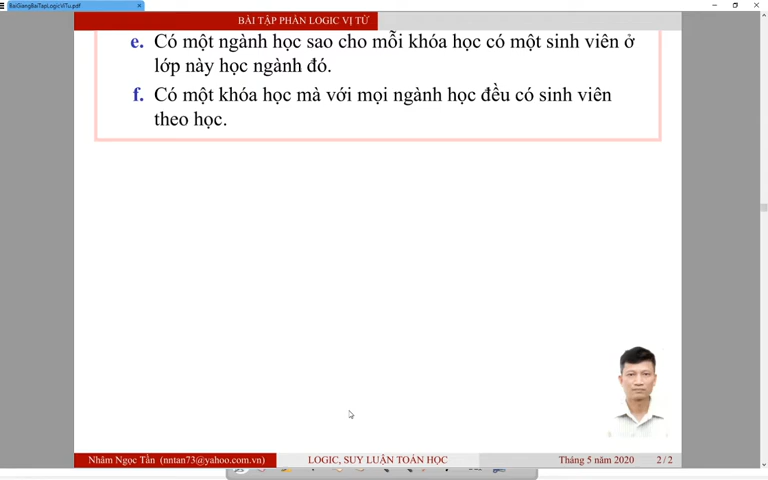 BaiGiangBaiTapLogicViTu.pdf
BÀI TẬP PHẦN LOGIC VỊ TỪ
e. Có một ngành học sao cho mỗi khóa học có một sinh viên ở
lớp này học ngành đó.
f. Có một khóa học mà với mọi ngành học đều có sinh viên
theo học.
Nhâm Ngọc Tần (nntan73@yahoo.com.vn) LOGIC, SUY LUẬN TOÁN HỌC Tháng 5 năm 2020 2 / 2